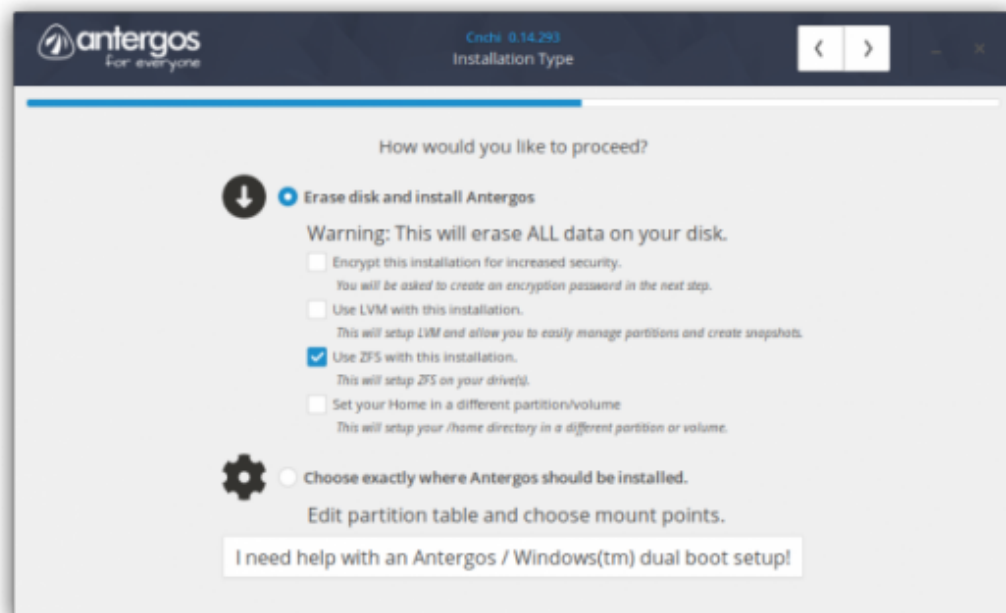 antergos
for everyone
Cnchi 0.14.293
Installation Type
How would you like to proceed?
Erase disk and install Antergos
Warning: This will erase ALL data on your disk.
Encrypt this installation for increased security.
You will be asked to create an encryption password in the next step.
Use LVM with this installation.
This will setup LVM and allow you to easily manage partitions and create snapshots.
Use ZFS with this installation.
This will setup ZFS on your drive(s).
Set your Home in a different partition/volume
This will setup your /home directory in a different partition or volume.
Choose exactly where Antergos should be installed.
Edit partition table and choose mount points.
I need help with an Antergos / Windows(tm) dual boot setup!